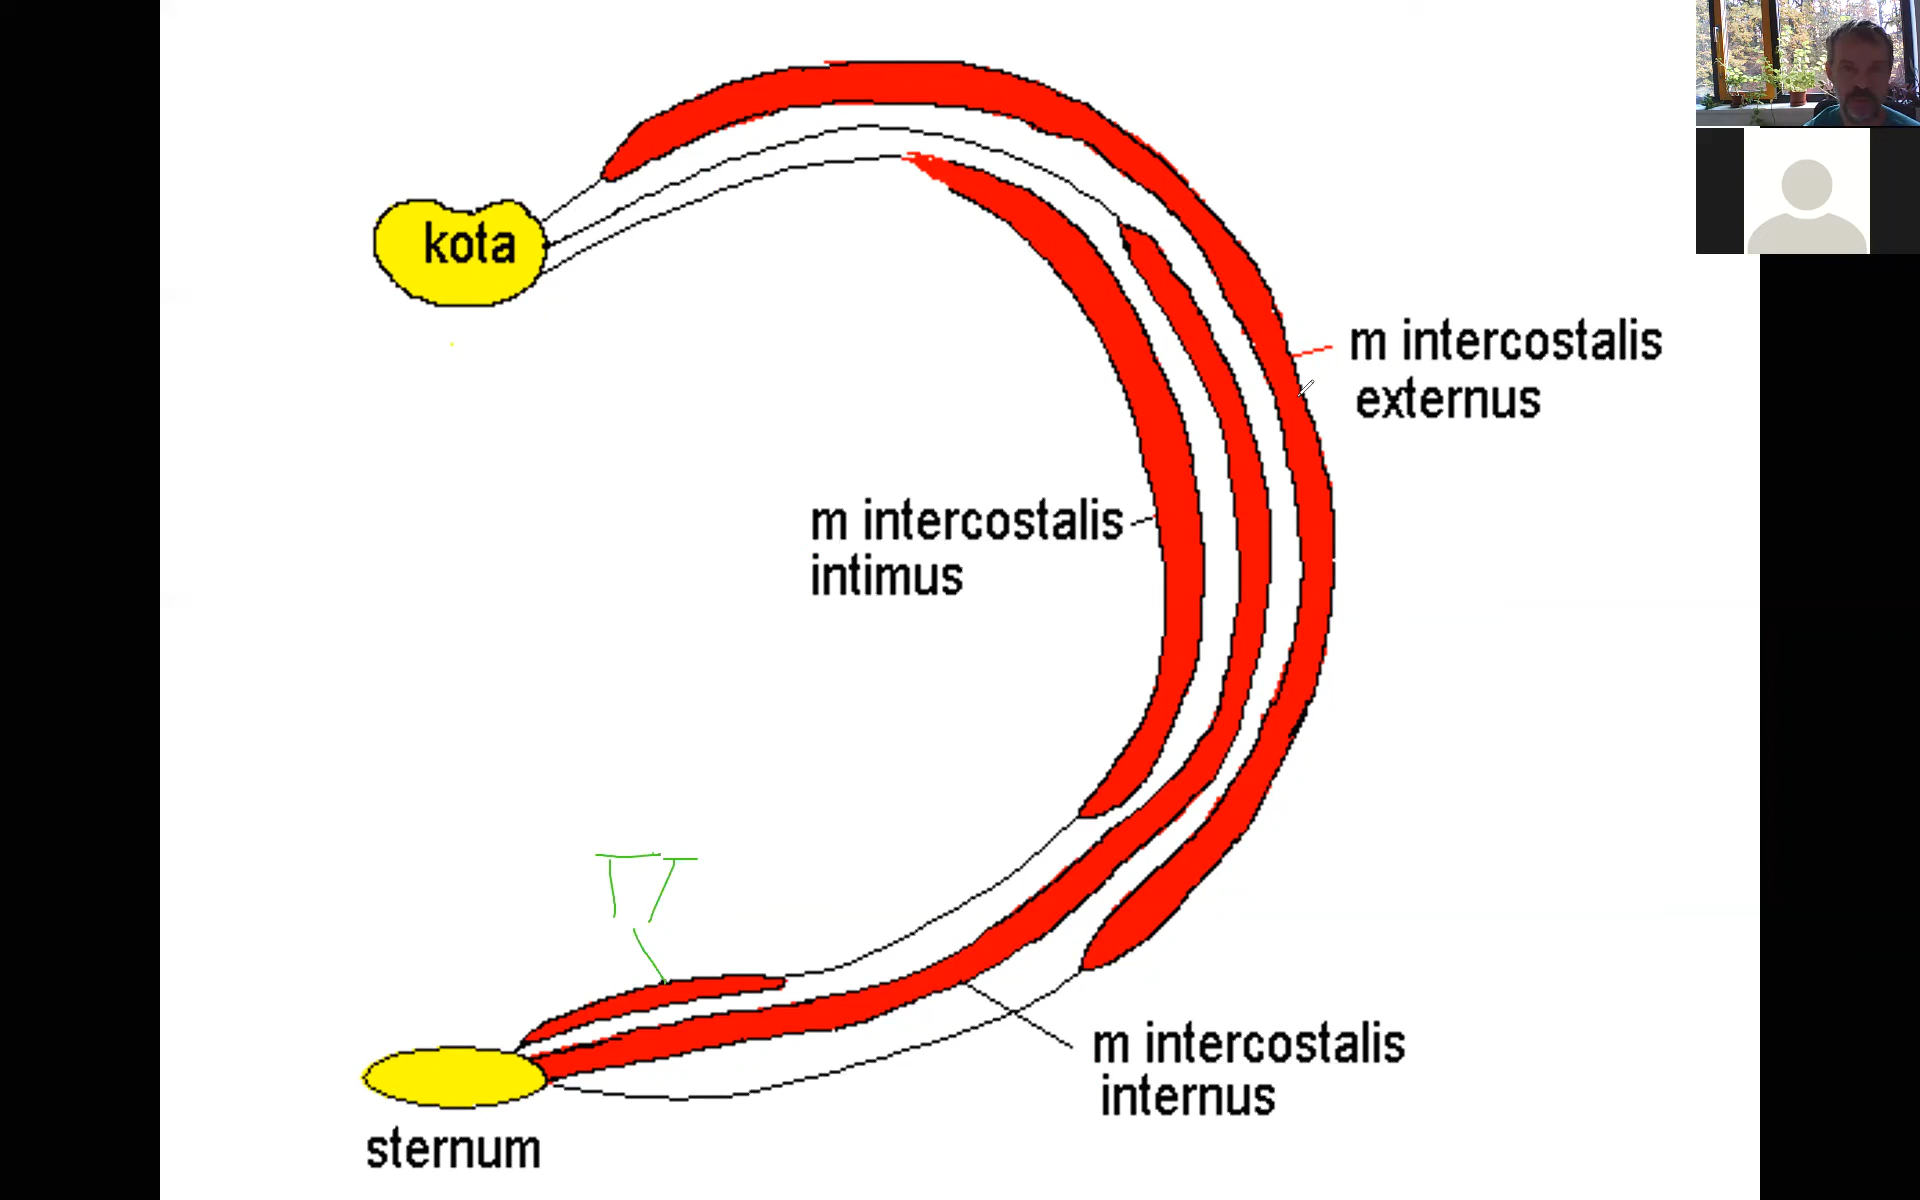 kota
m intercostalis
externus
m intercostalis
intimus
m intercostalis
internus
sternum